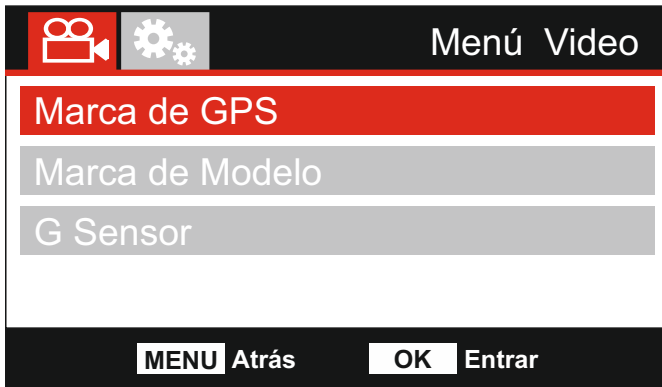 Menú Video
Marca de GPS
Marca de Modelo
G Sensor
MENU Atrás OK Entrar